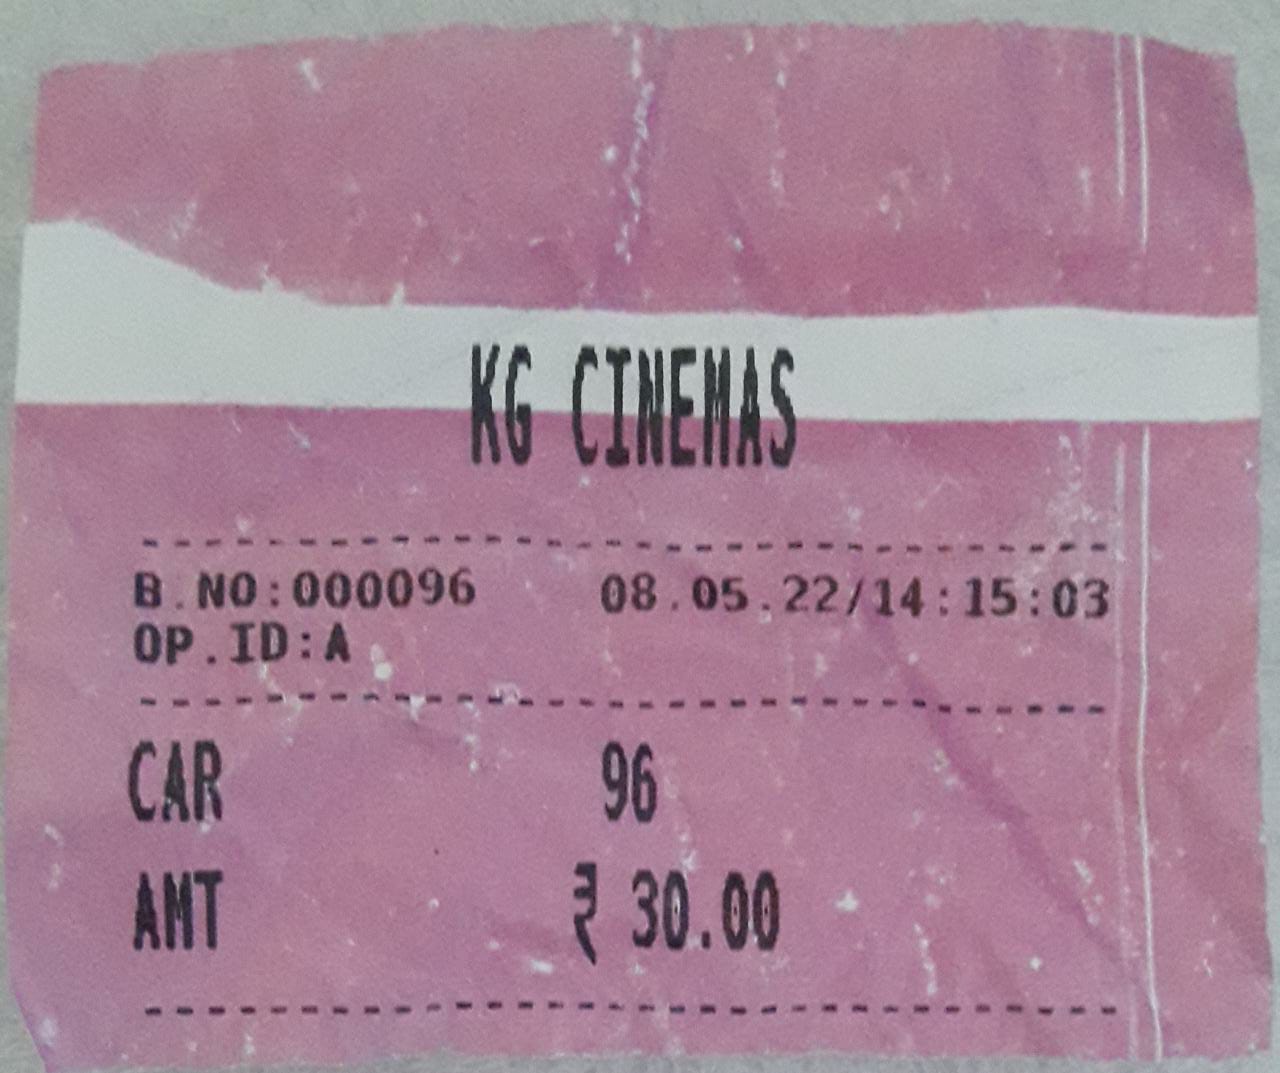 KG CINEMAS
B.NO:000096 08.05.22/14:15:03
OP.ID:A
CAR 96
AMT ₹ 30.00